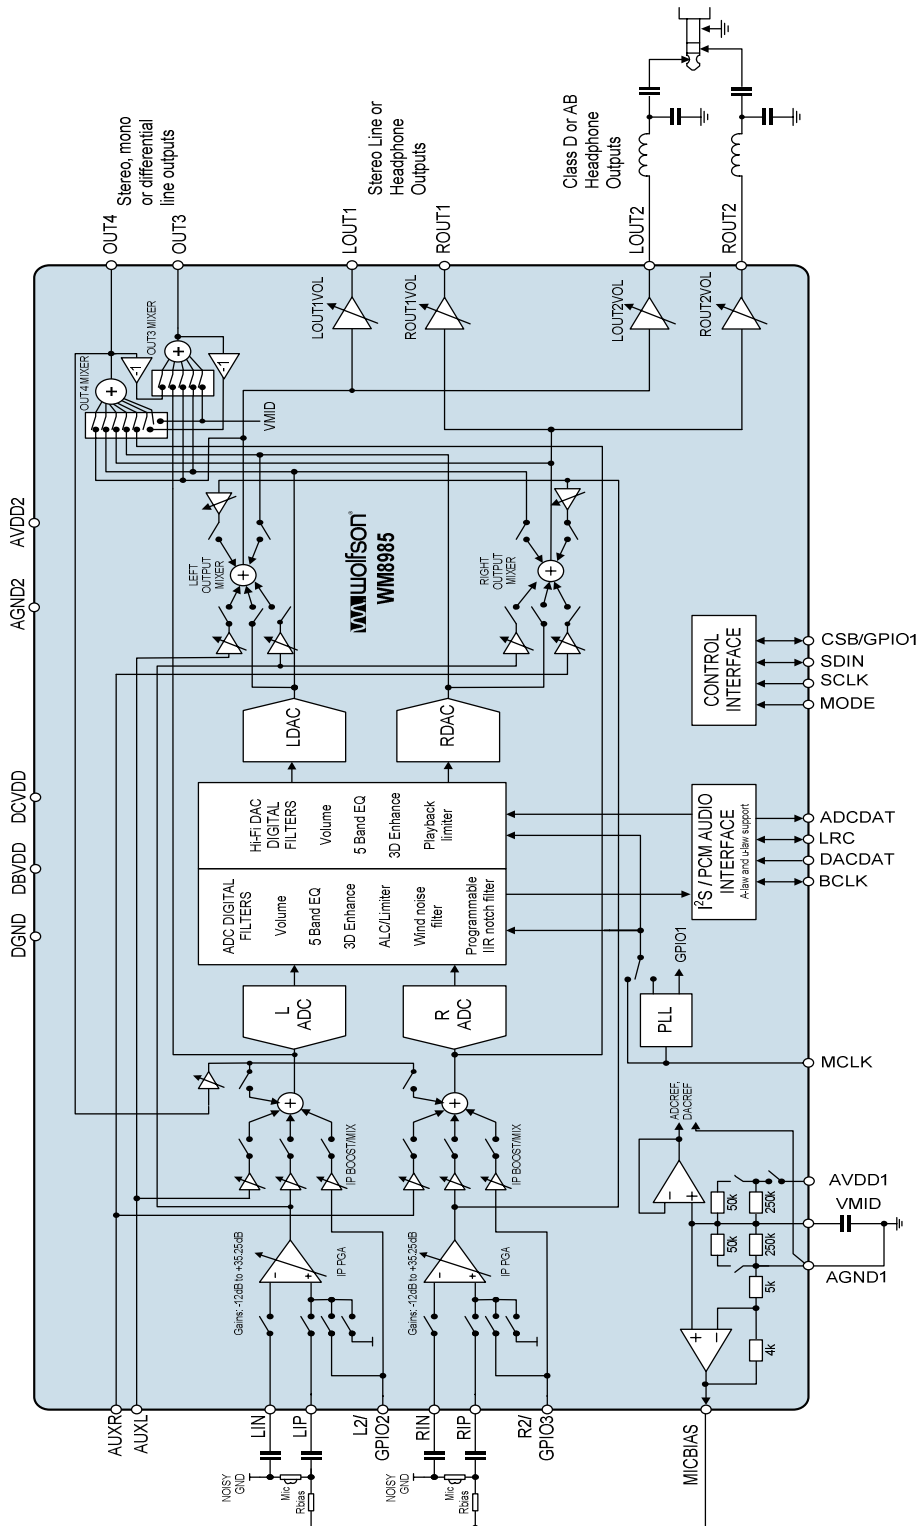 Stereo, mono
or differential
line outputs
OUT4
OUT3
Stereo Line or
Headphone
Outputs
LOUT1
ROUT1
Class D or AB
Headphone
Outputs
LOUT2
ROUT2
OUT4 MIXER
OUT3 MIXER
-1
-1
VMID
LOUT1VOL
ROUT1VOL
LOUT2VOL
ROUT2VOL
AVDD2
AGND2
DCVDD
DBVDD
DGND
LEFT
OUTPUT
MIXER
RIGHT
OUTPUT
MIXER
wolfson®
WM8985
LDAC
RDAC
Hi-Fi DAC
DIGITAL
FILTERS
Volume
5 Band EQ
3D Enhance
Playback
limiter
ADC DIGITAL
FILTERS
Volume
5 Band EQ
3D Enhance
ALC/Limiter
Wind noise
filter
Programmable
IIR notch filter
L
ADC
R
ADC
CONTROL
INTERFACE
CSB/GPIO1
SDIN
SCLK
MODE
I²S / PCM AUDIO
INTERFACE
A-law and u-law support
ADCDAT
LRC
DACDAT
BCLK
GPIO1
PLL
MCLK
IP BOOST/MIX
IP BOOST/MIX
ADCREF,
DACREF
AVDD1
VMID
AGND1
50k
250k
50k
250k
5k
4k
Gains: -12dB to +35.25dB
IP PGA
Gains: -12dB to +35.25dB
IP PGA
AUXR
AUXL
LIN
LIP
L2/
GPIO2
RIN
RIP
R2/
GPIO3
MICBIAS
NOISY
GND
Mic
Rbias
NOISY
GND
Mic
Rbias